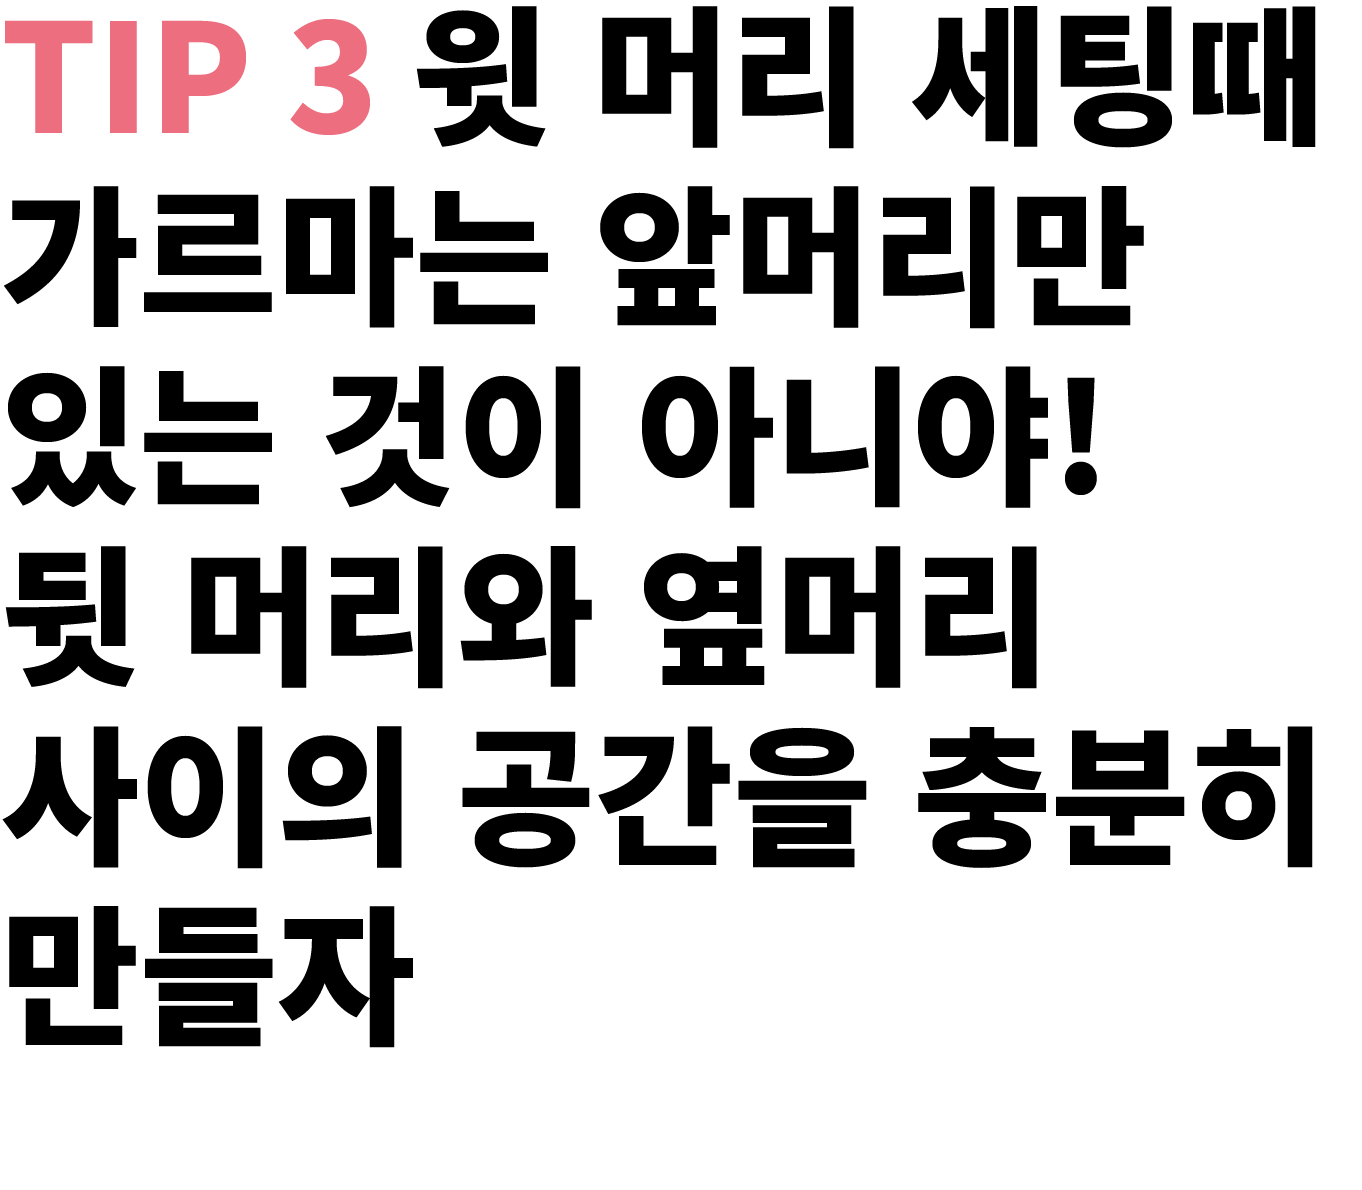 TIP 3 윗 머리 세팅때
가르마는 앞머리만
있는 것이 아니야!
뒷 머리와 옆머리
사이의 공간을 충분히
만들자